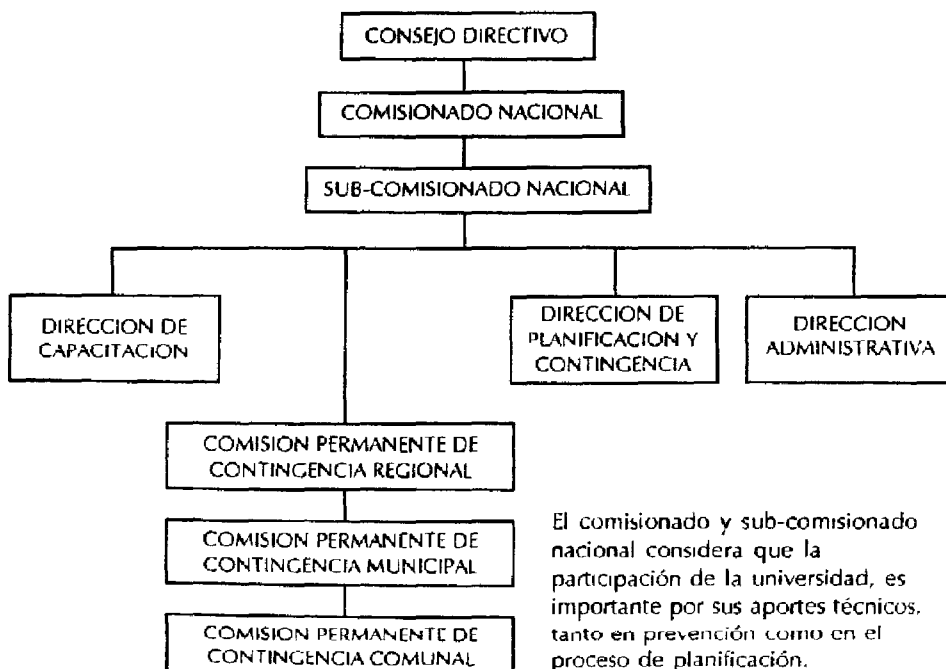 CONSEJO DIRECTIVO
COMISIONADO NACIONAL
SUB-COMISIONADO NACIONAL
DIRECCION DE
CAPACITACION
DIRECCION DE
PLANIFICACION Y
CONTINGENCIA
DIRECCION
ADMINISTRATIVA
COMISION PERMANENTE DE
CONTINGENCIA REGIONAL
COMISION PERMANENTE DE
CONTINGENCIA MUNICIPAL
COMISION PERMANENTE DE
CONTINGENCIA COMUNAL
El comisionado y sub-comisionado
nacional considera que la
participación de la universidad, es
importante por sus aportes técnicos,
tanto en prevención como en el
proceso de planificación.